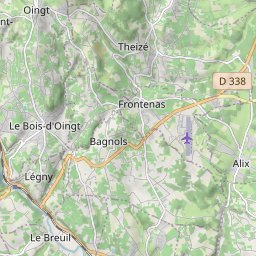 Oingt
Theizé
D 338
Frontenas
Le Bois-d'Oingt
Bagnols
Alix
Légny
Le Breuil